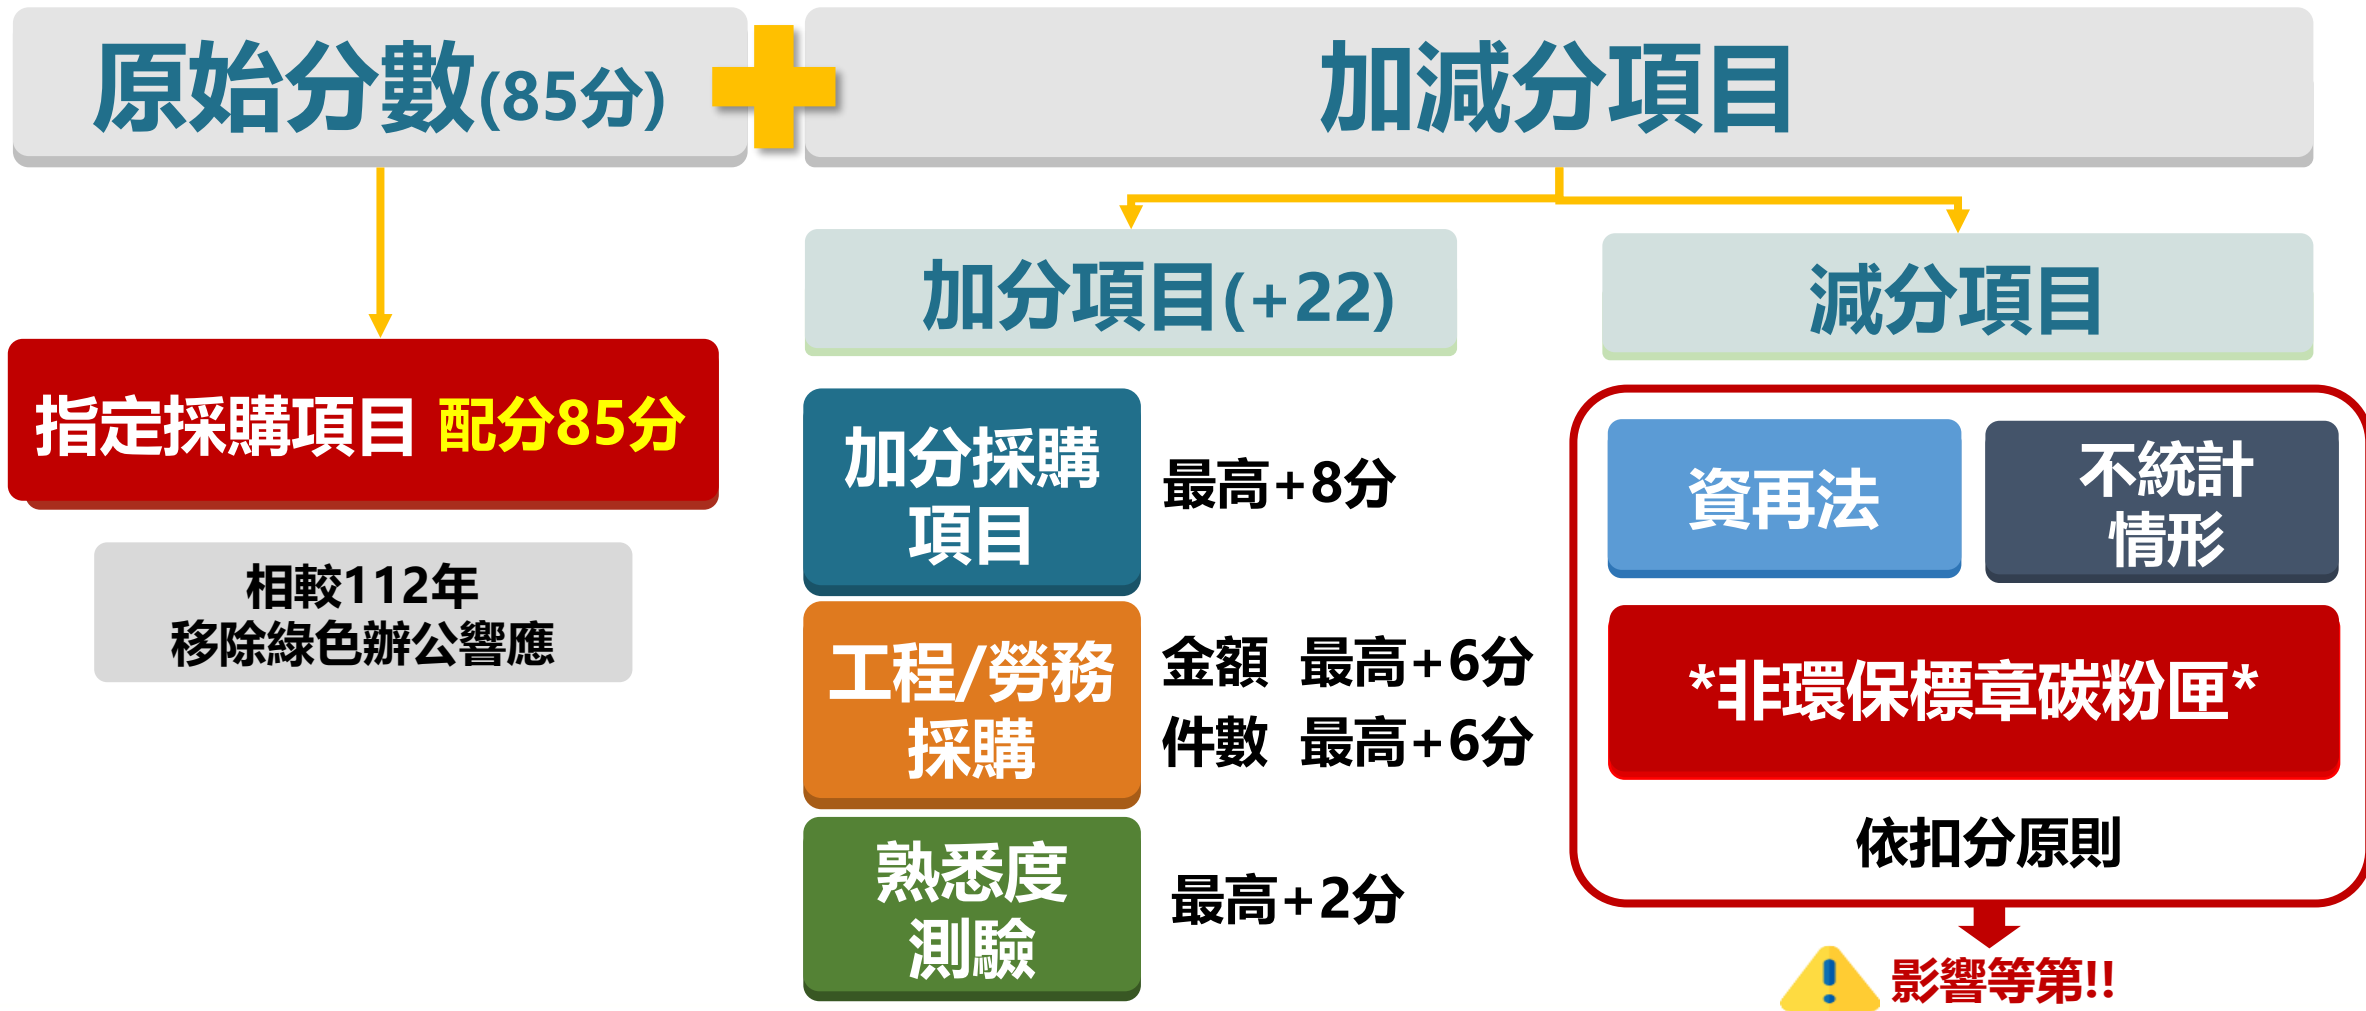 原始分數(85分)
加減分項目
指定採購項目 配分85分
相較112年
移除綠色辦公響應
加分項目(+22)
加分採購
項目
最高+8分
工程/勞務
採購
金額 最高+6分
件數 最高+6分
熟悉度
測驗
最高+2分
減分項目
資再法
不統計
情形
*非環保標章碳粉匣*
依扣分原則
影響等第!!